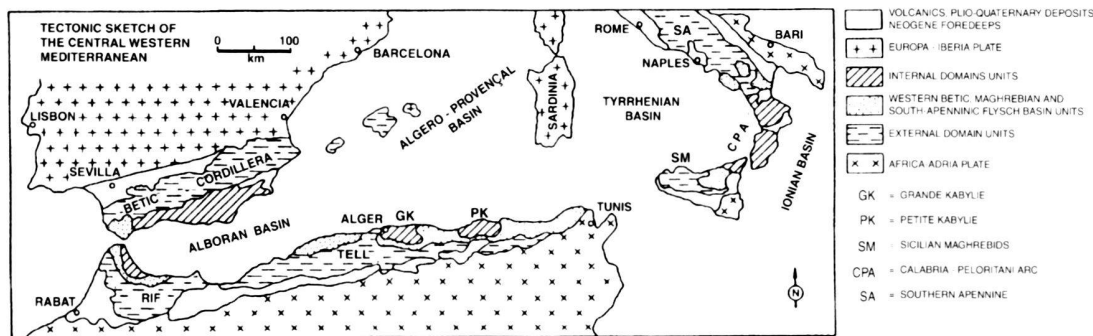 TECTONIC SKETCH OF
THE CENTRAL WESTERN
MEDITERRANEAN
0 100
km
BARCELONA
VALENCIA
LISBON
SEVILLA
BETIC CORDILLERA
ALGERO - PROVENÇAL
BASIN
SARDINIA
ROME
SA
BARI
NAPLES
TYRRHENIAN
BASIN
CPA
SM
IONIAN BASIN
ALBORAN BASIN
ALGER
GK
PK
TUNIS
TELL
RIF
RABAT
N
VOLCANICS, PLIO-QUATERNARY DEPOSITS
NEOGENE FOREDEEPS
EUROPA - IBERIA PLATE
INTERNAL DOMAINS UNITS
WESTERN BETIC, MAGHREBIAN AND
SOUTH-APENNINIC FLYSCH BASIN UNITS
EXTERNAL DOMAIN UNITS
AFRICA-ADRIA PLATE
GK = GRANDE KABYLIE
PK = PETITE KABYLIE
SM = SICILIAN MAGHREBIDS
CPA = CALABRIA - PELORITANI ARC
SA = SOUTHERN APENNINE